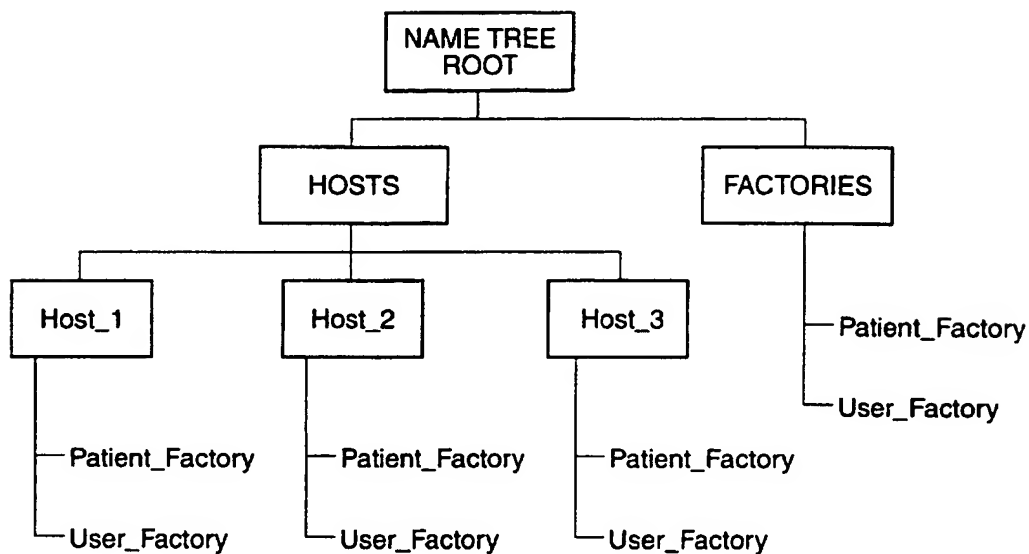 NAME TREE
ROOT
HOSTS
FACTORIES
Host_1
Host_2
Host_3
Patient_Factory
User_Factory
Patient_Factory
Patient_Factory
Patient_Factory
User_Factory
User_Factory
User_Factory